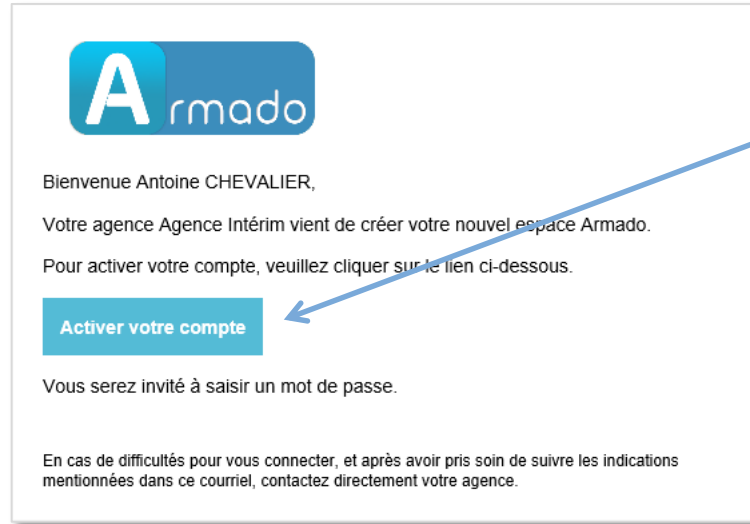 Armado
Bienvenue Antoine CHEVALIER,
Votre agence Agence Intérim vient de créer votre nouvel espace Armado.
Pour activer votre compte, veuillez cliquer sur le lien ci-dessous.
Activer votre compte
Vous serez invité à saisir un mot de passe.
En cas de difficultés pour vous connecter, et après avoir pris soin de suivre les indications
mentionnées dans ce courriel, contactez directement votre agence.